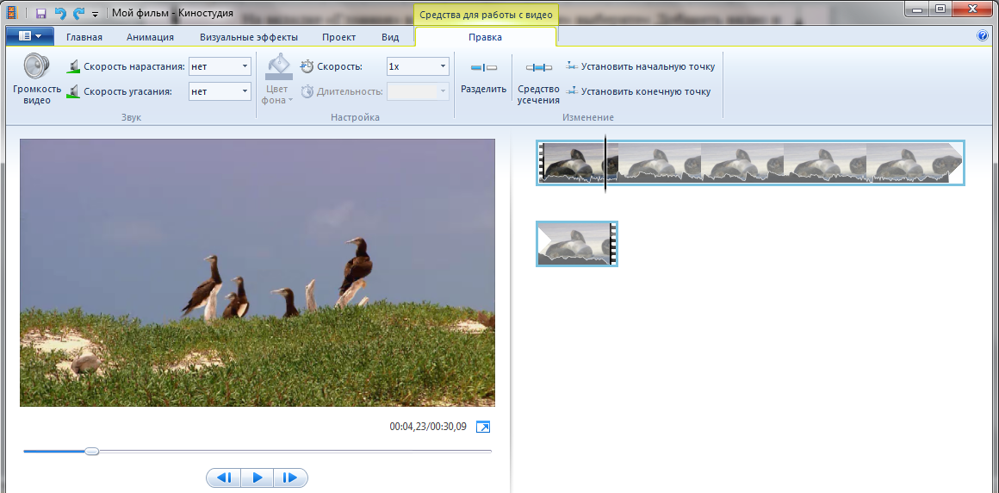 Мой фильм - Киностудия
Средства для работы с видео
Главная Анимация Визуальные эффекты Проект Вид Правка
Громкость видео
Скорость нарастания: нет
Скорость угасания: нет
Звук
Цвет фона
Скорость: 1x
Длительность:
Настройка
Разделить
Средство усечения
Установить начальную точку
Установить конечную точку
Изменение
00:04,23/00:30,09